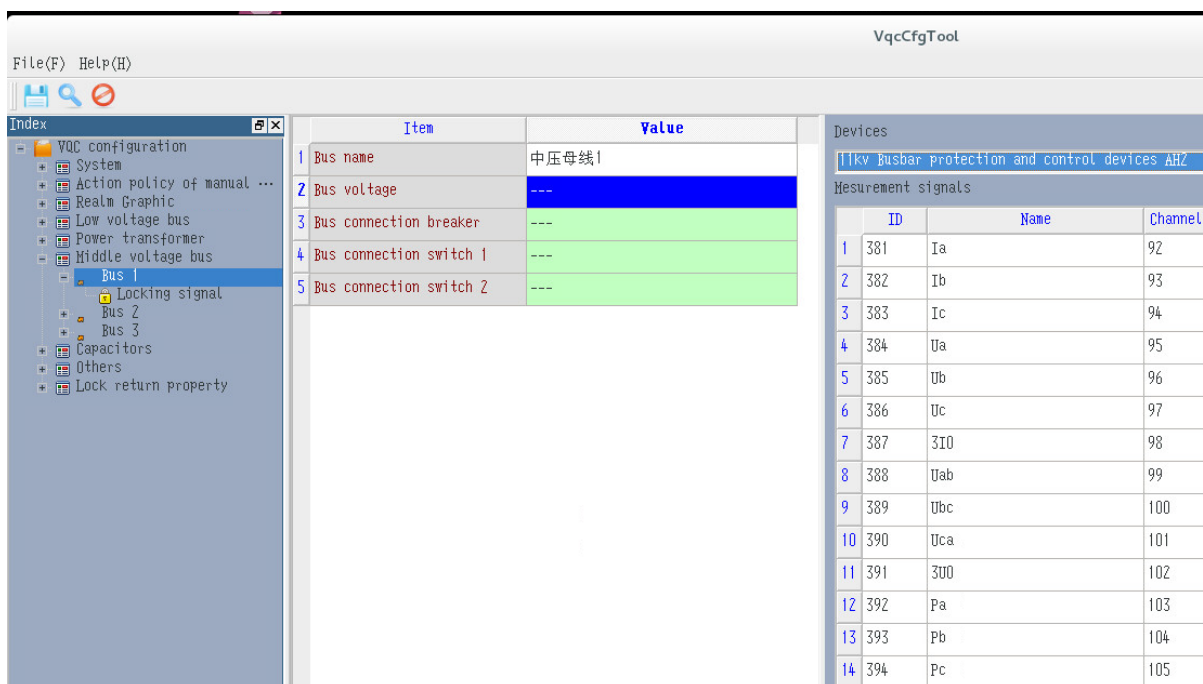 VqcCfgTool
File(F) Help(H)
Index
VQC configuration
System
Action policy of manual ...
Realm Graphic
Low voltage bus
Power transformer
Middle voltage bus
Bus 1
Locking signal
Bus 2
Bus 3
Capacitors
Others
Lock return property
Item Value
1 Bus name 中压母线1
2 Bus voltage ---
3 Bus connection breaker ---
4 Bus connection switch 1 ---
5 Bus connection switch 2 ---
Devices
11kv Busbar protection and control devices AH2
Mesurement signals
ID Name Channel
1 381 Ia 92
2 382 Ib 93
3 383 Ic 94
4 384 Ua 95
5 385 Ub 96
6 386 Uc 97
7 387 3I0 98
8 388 Uab 99
9 389 Ubc 100
10 390 Uca 101
11 391 3U0 102
12 392 Pa 103
13 393 Pb 104
14 394 Pc 105